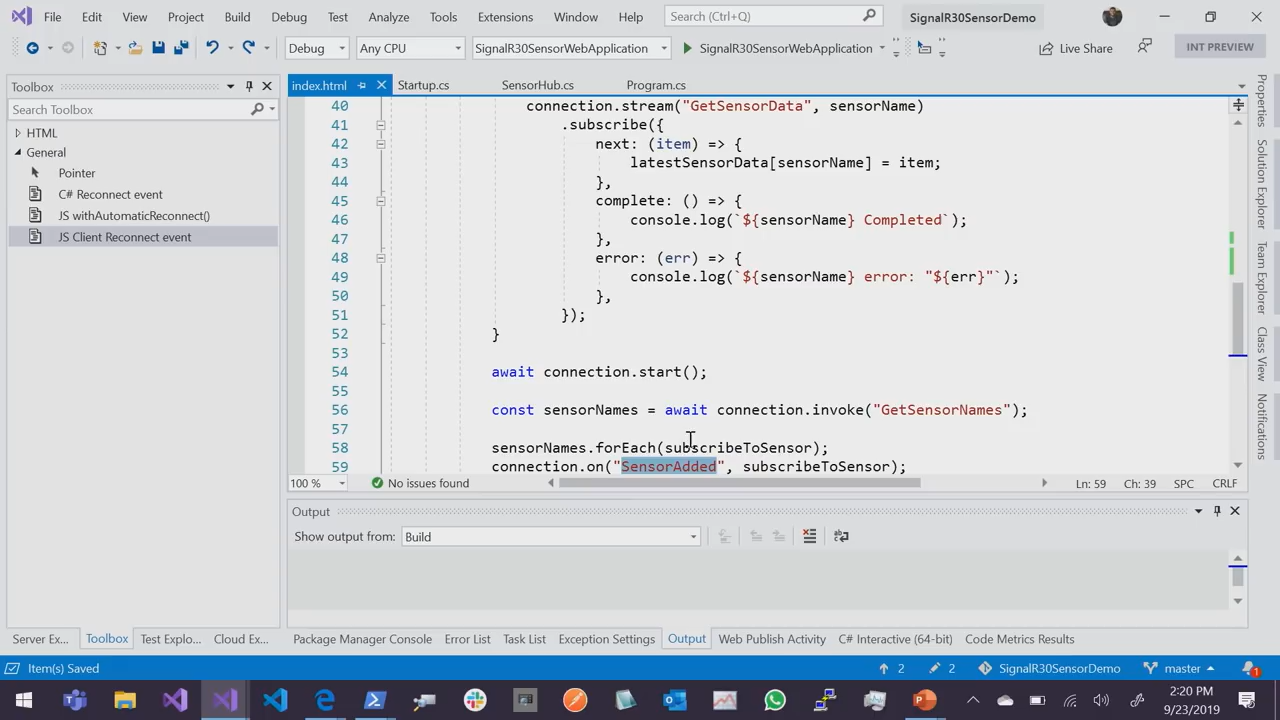 File Edit View Project Build Debug Test Analyze Tools Extensions Window Help Search (Ctrl+Q) SignalR30SensorDemo
Debug Any CPU SignalR30SensorWebApplication SignalR30SensorWebApplication Live Share INT PREVIEW
Toolbox
Search Toolbox
HTML
General
Pointer
C# Reconnect event
JS withAutomaticReconnect()
JS Client Reconnect event
index.html Startup.cs SensorHub.cs Program.cs
40 connection.stream("GetSensorData", sensorName)
41 .subscribe({
42 next: (item) => {
43 latestSensorData[sensorName] = item;
44 },
45 complete: () => {
46 console.log(`${sensorName} Completed`);
47 },
48 error: (err) => {
49 console.log(`${sensorName} error: "${err}"`);
50 },
51 });
52 }
53
54 await connection.start();
55
56 const sensorNames = await connection.invoke("GetSensorNames");
57
58 sensorNames.forEach(subscribeToSensor);
59 connection.on("SensorAdded", subscribeToSensor);
100 % No issues found Ln: 59 Ch: 39 SPC CRLF
Output
Show output from: Build
Properties
Solution Explorer
Team Explorer
Class View
Notifications
Server Ex... Toolbox Test Explo... Cloud Ex... Package Manager Console Error List Task List Exception Settings Output Web Publish Activity C# Interactive (64-bit) Code Metrics Results
Item(s) Saved 2 2 SignalR30SensorDemo master 1
2:20 PM
9/23/2019